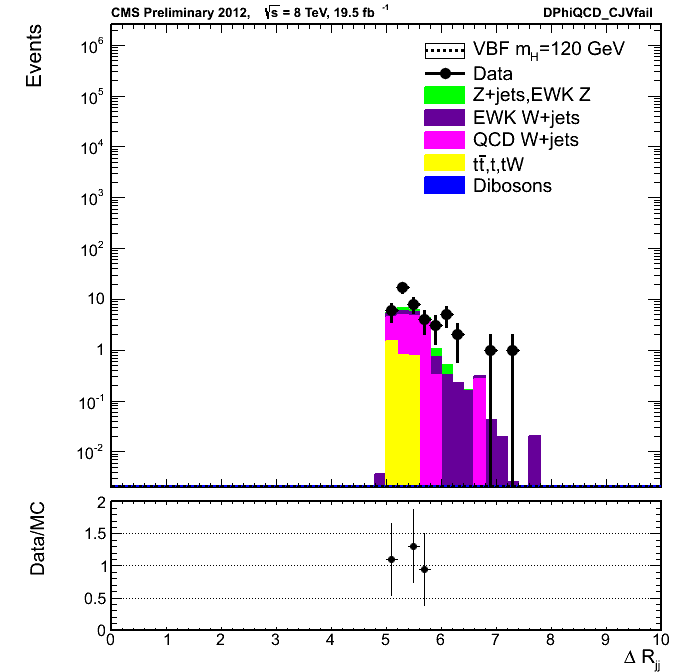 CMS Preliminary 2012, √s = 8 TeV, 19.5 fb⁻¹ DPhiQCD_CJVfail
Events
10⁶
10⁵
10⁴
10³
10²
10
1
10⁻¹
10⁻²
VBF m_H=120 GeV
Data
Z+jets,EWK Z
EWK W+jets
QCD W+jets
tt̄,t,tW
Dibosons
Data/MC
2
1.5
1
0.5
0
0 1 2 3 4 5 6 7 8 9 10
Δ R_jj